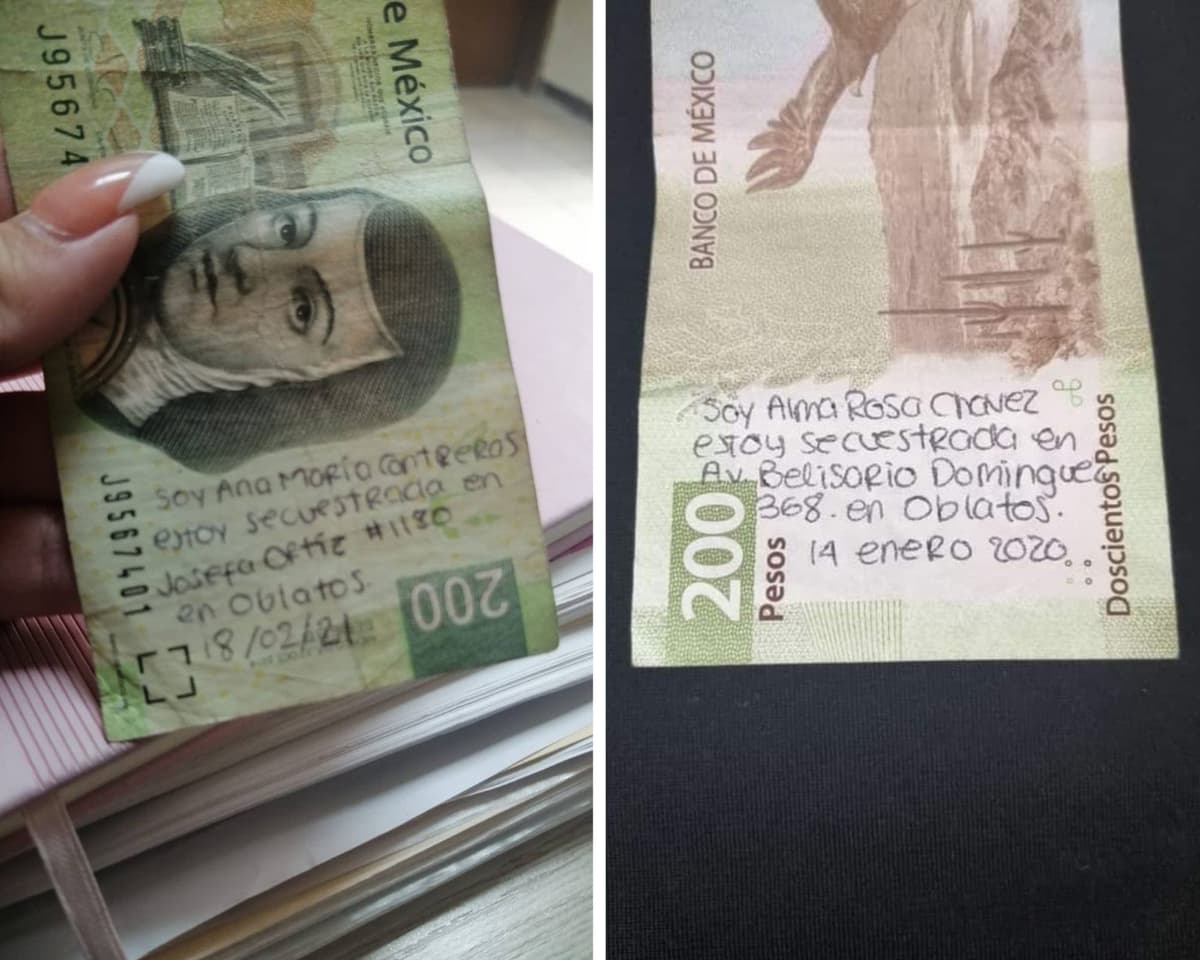 e México
J95674
J9567401
Soy Ana María Contreras
estoy secuestrada en
Josefa Ortiz #1180
en Oblatos
18/02/21
200
BANCO DE MÉXICO
Soy Alma Rosa Chavez
estoy secuestrada en
Av. Belisario Dominguez
368. en Oblatos.
14 enero 2020
200
Pesos
Doscientos Pesos